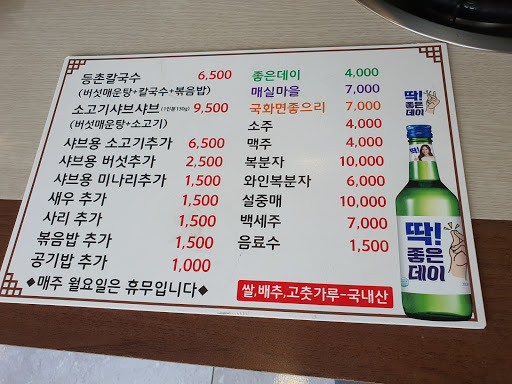 등촌칼국수 6,500
(버섯매운탕+칼국수+볶음밥)
소고기샤브샤브(1인분150g) 9,500
(버섯매운탕+소고기)
샤브용 소고기추가 6,500
샤브용 버섯추가 2,500
샤브용 미나리추가 1,500
새우 추가 1,500
사리 추가 1,500
볶음밥 추가 1,500
공기밥 추가 1,000
◆매주 월요일은 휴무입니다◆
좋은데이 4,000
매실마을 7,000
국화면좋으리 7,000
소주 4,000
맥주 4,000
복분자 10,000
와인복분자 6,000
설중매 10,000
백세주 7,000
음료수 1,500
쌀,배추,고춧가루-국내산
딱!
좋은
데이
딱!
딱!
좋은
데이